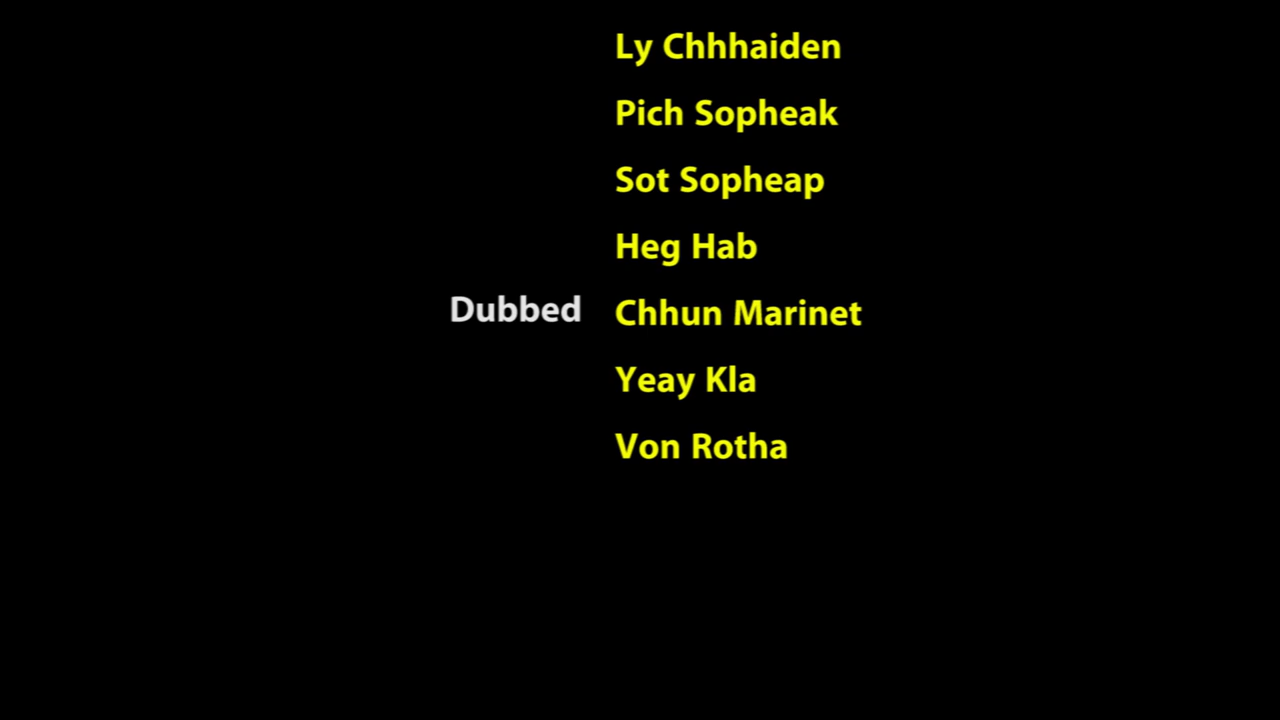 Ly Chhhaiden
Pich Sopheak
Sot Sopheap
Heg Hab
Dubbed Chhun Marinet
Yeay Kla
Von Rotha